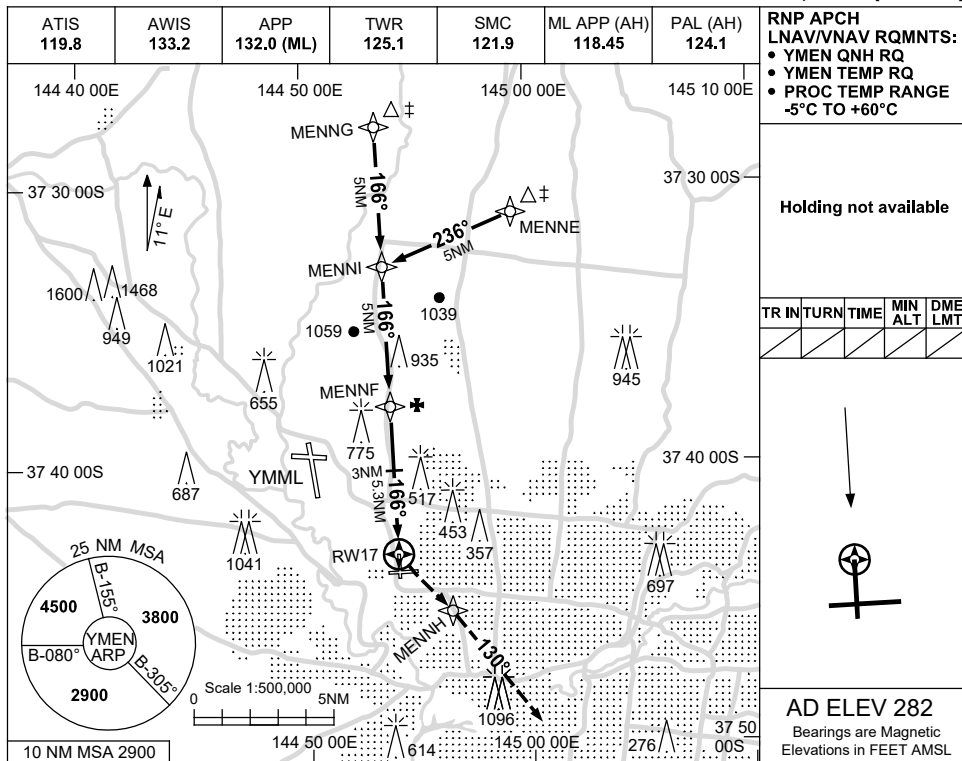 ATIS
119.8
AWIS
133.2
APP
132.0 (ML)
TWR
125.1
SMC
121.9
ML APP (AH)
118.45
PAL (AH)
124.1
RNP APCH
LNAV/VNAV RQMNTS:
• YMEN QNH RQ
• YMEN TEMP RQ
• PROC TEMP RANGE
-5°C TO +60°C
144 40 00E
144 50 00E
145 00 00E
145 10 00E
MENNG
‡
37 30 00S
37 30 00S
11° E
166°
5NM
‡
MENNE
236°
5NM
MENNI
Holding not available
1600
1468
949
1021
1059
1039
166°
5NM
935
945
655
TR IN
TURN
TIME
MIN
ALT
DME
LMT
MENNF
775
37 40 00S
37 40 00S
YMML
3NM
166°
5.3NM
517
687
453
357
1041
RW17
697
25 NM MSA
B-155°
4500
3800
YMEN
ARP
B-080°
B-305°
2900
MENNH
130°
Scale 1:500,000
0
5NM
1096
614
276
37 50
00S
144 50 00E
145 00 00E
10 NM MSA 2900
AD ELEV 282
Bearings are Magnetic
Elevations in FEET AMSL